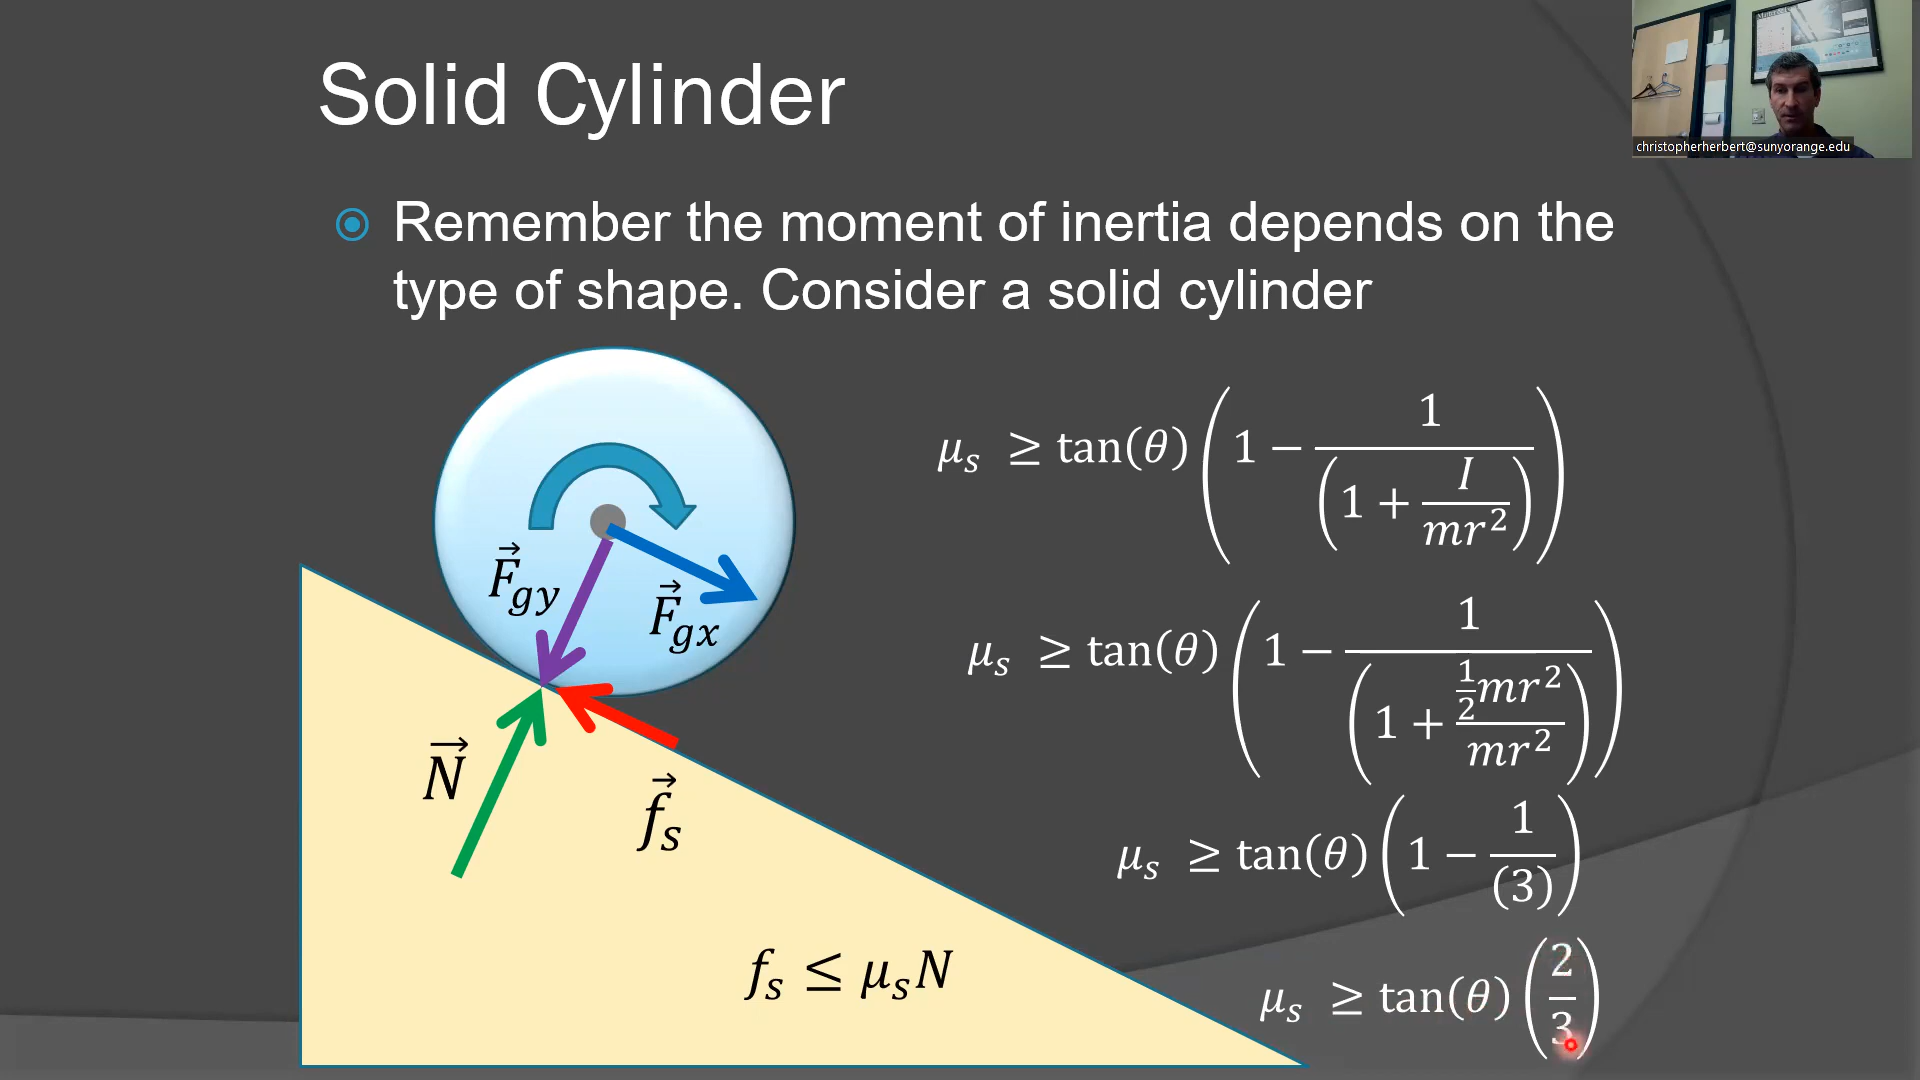 Solid Cylinder
christopherherbert@sunyorange.edu
Remember the moment of inertia depends on the
type of shape. Consider a solid cylinder
μₛ ≥ tan(θ) (1 − 1/(1 + I/mr²))
F⃗gy
F⃗gx
μₛ ≥ tan(θ) (1 − 1/(1 + ½mr²/mr²))
N⃗
f⃗ₛ
μₛ ≥ tan(θ) (1 − 1/(3))
fₛ ≤ μₛN
μₛ ≥ tan(θ) (2/3)